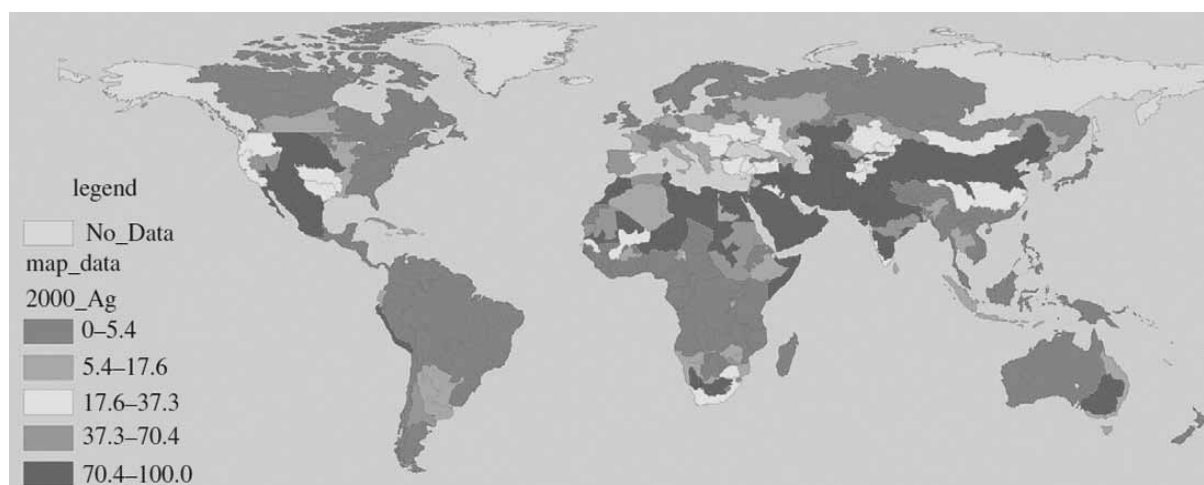 legend
No_Data
map_data
2000_Ag
0–5.4
5.4–17.6
17.6–37.3
37.3–70.4
70.4–100.0